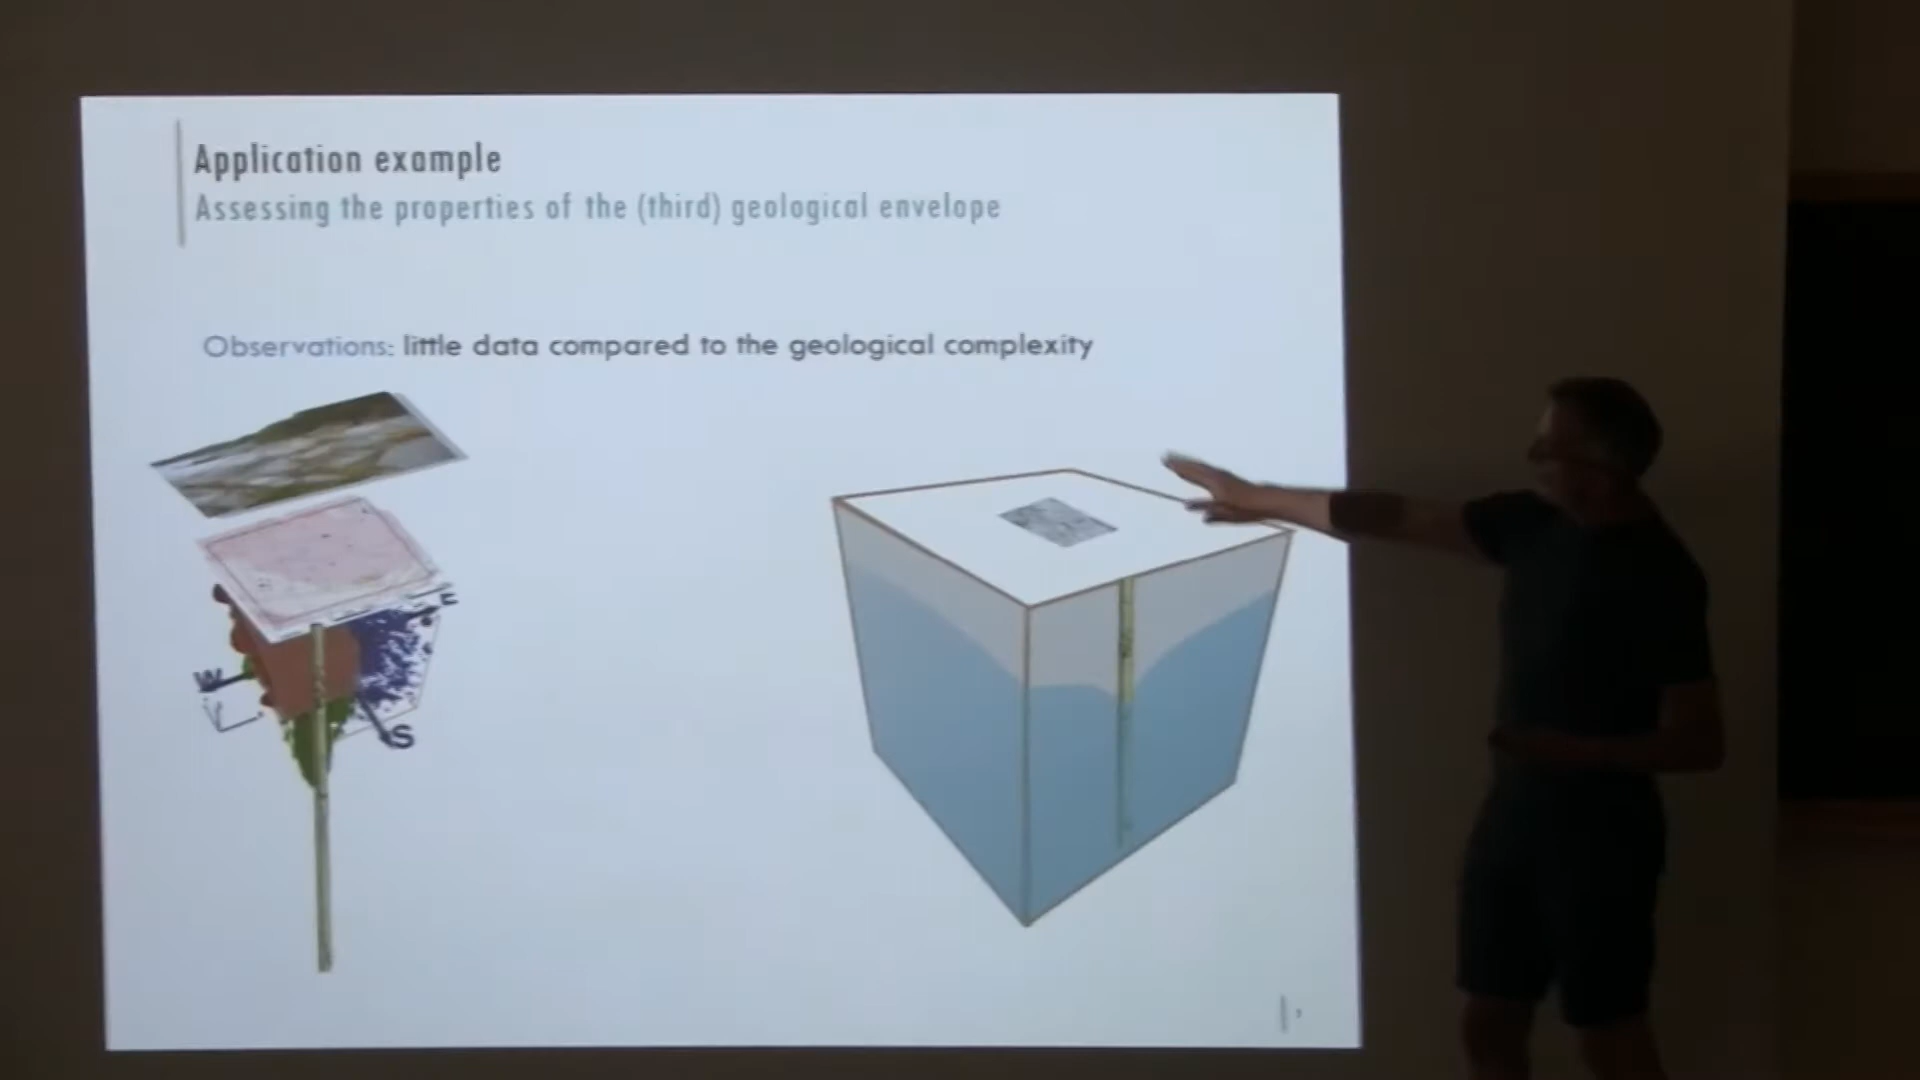 Application example
Assessing the properties of the (third) geological envelope
Observations: little data compared to the geological complexity
E
W
S